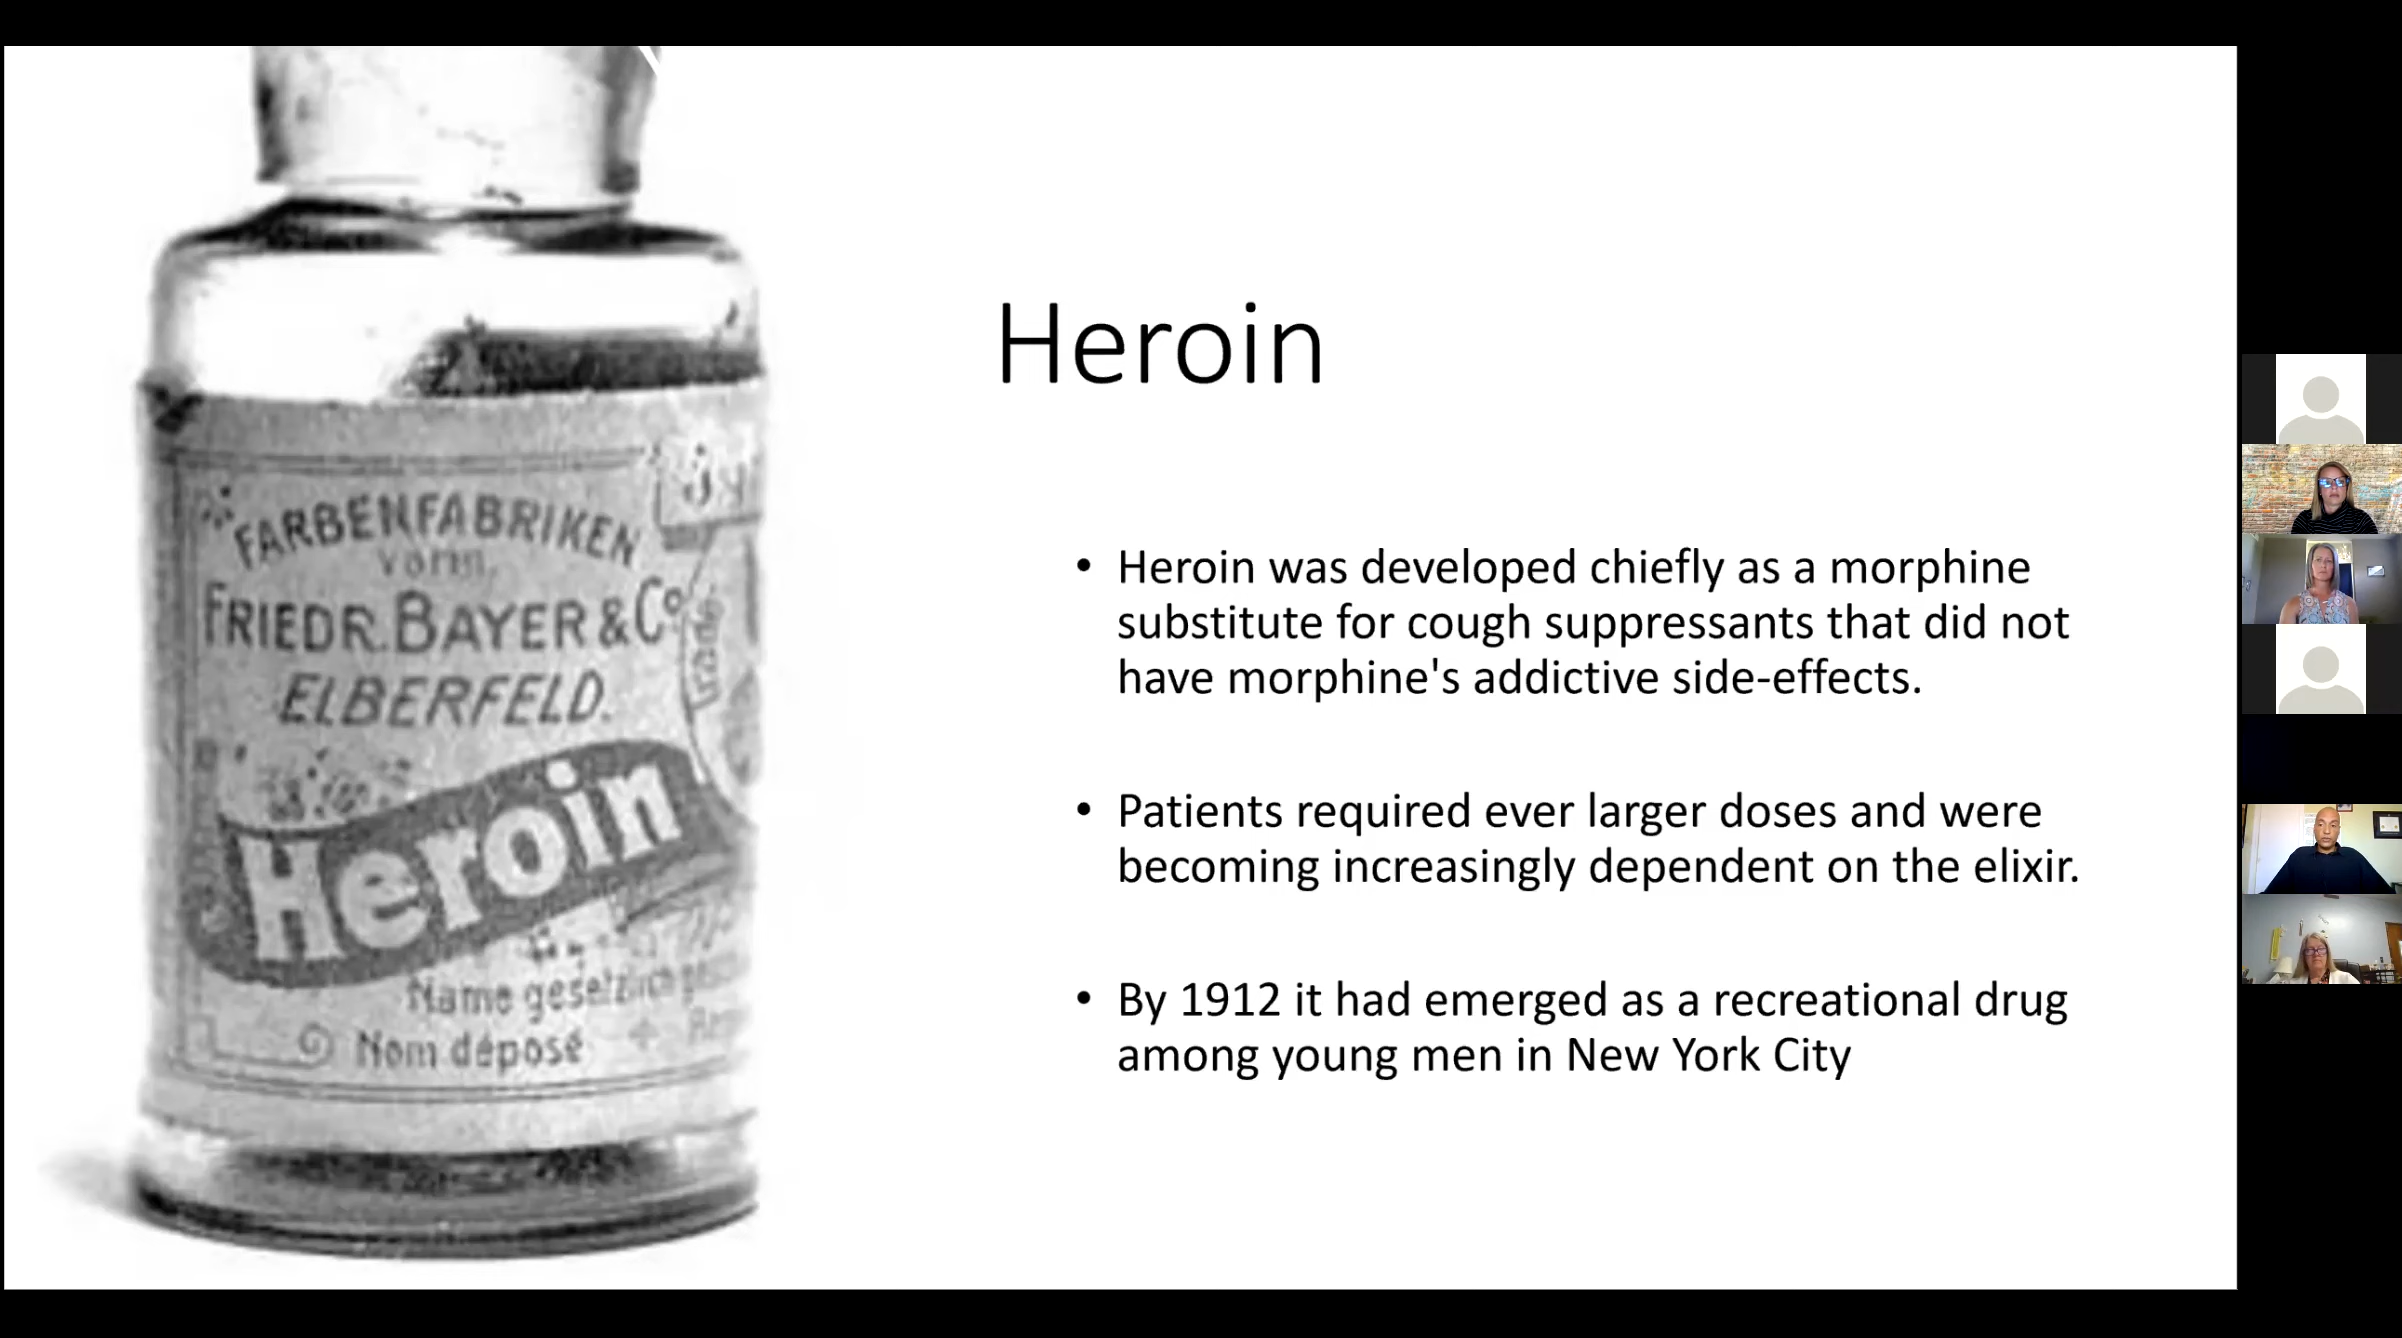 FARBENFABRIKEN
vorm.
FRIEDR. BAYER & Co
ELBERFELD.
Heroin
Name gesetzlich
Nom déposé
Trade
Heroin
• Heroin was developed chiefly as a morphine
substitute for cough suppressants that did not
have morphine's addictive side-effects.
• Patients required ever larger doses and were
becoming increasingly dependent on the elixir.
• By 1912 it had emerged as a recreational drug
among young men in New York City